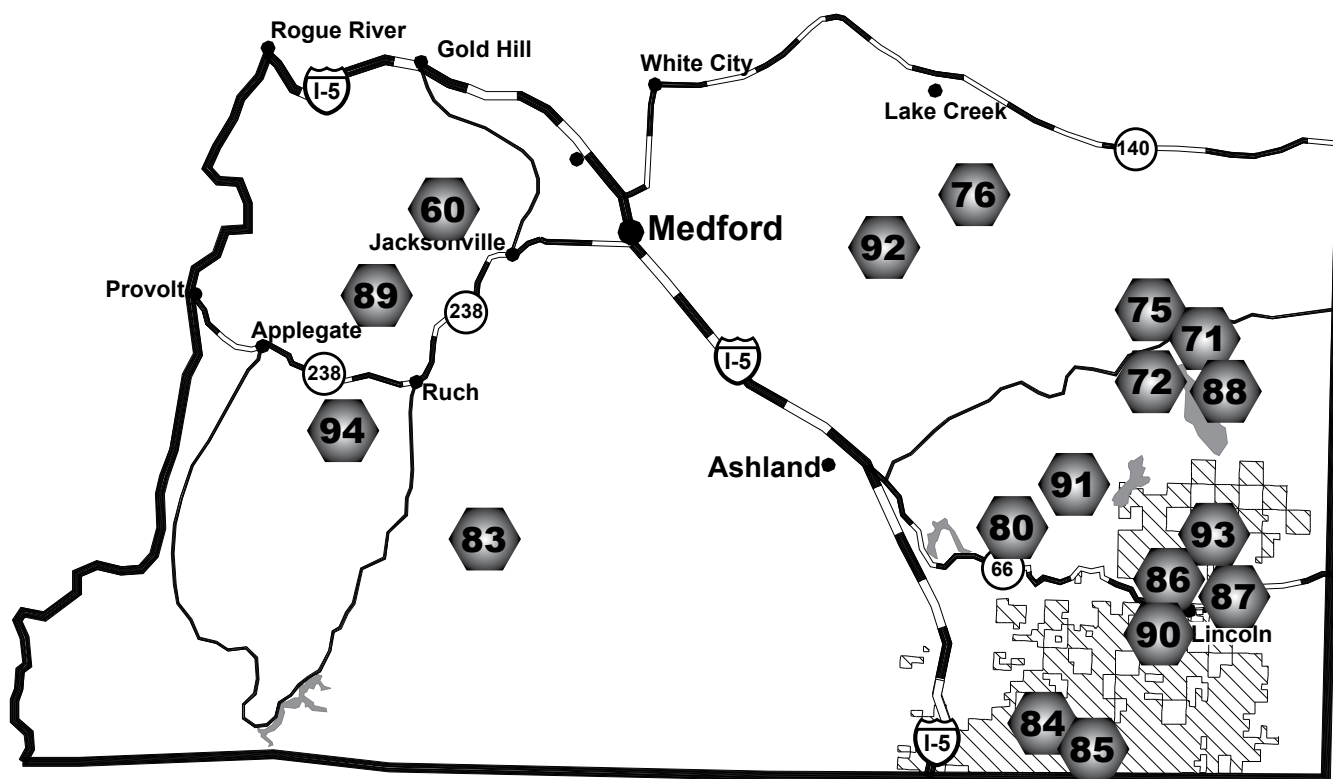 Rogue River
Gold Hill
I-5
White City
Lake Creek
140
76
60
Medford
92
Jacksonville
Provolt
89
238
75
Applegate
71
I-5
238
72
88
Ruch
94
Ashland
91
80
93
83
66
86
87
90
Lincoln
84
I-5
85